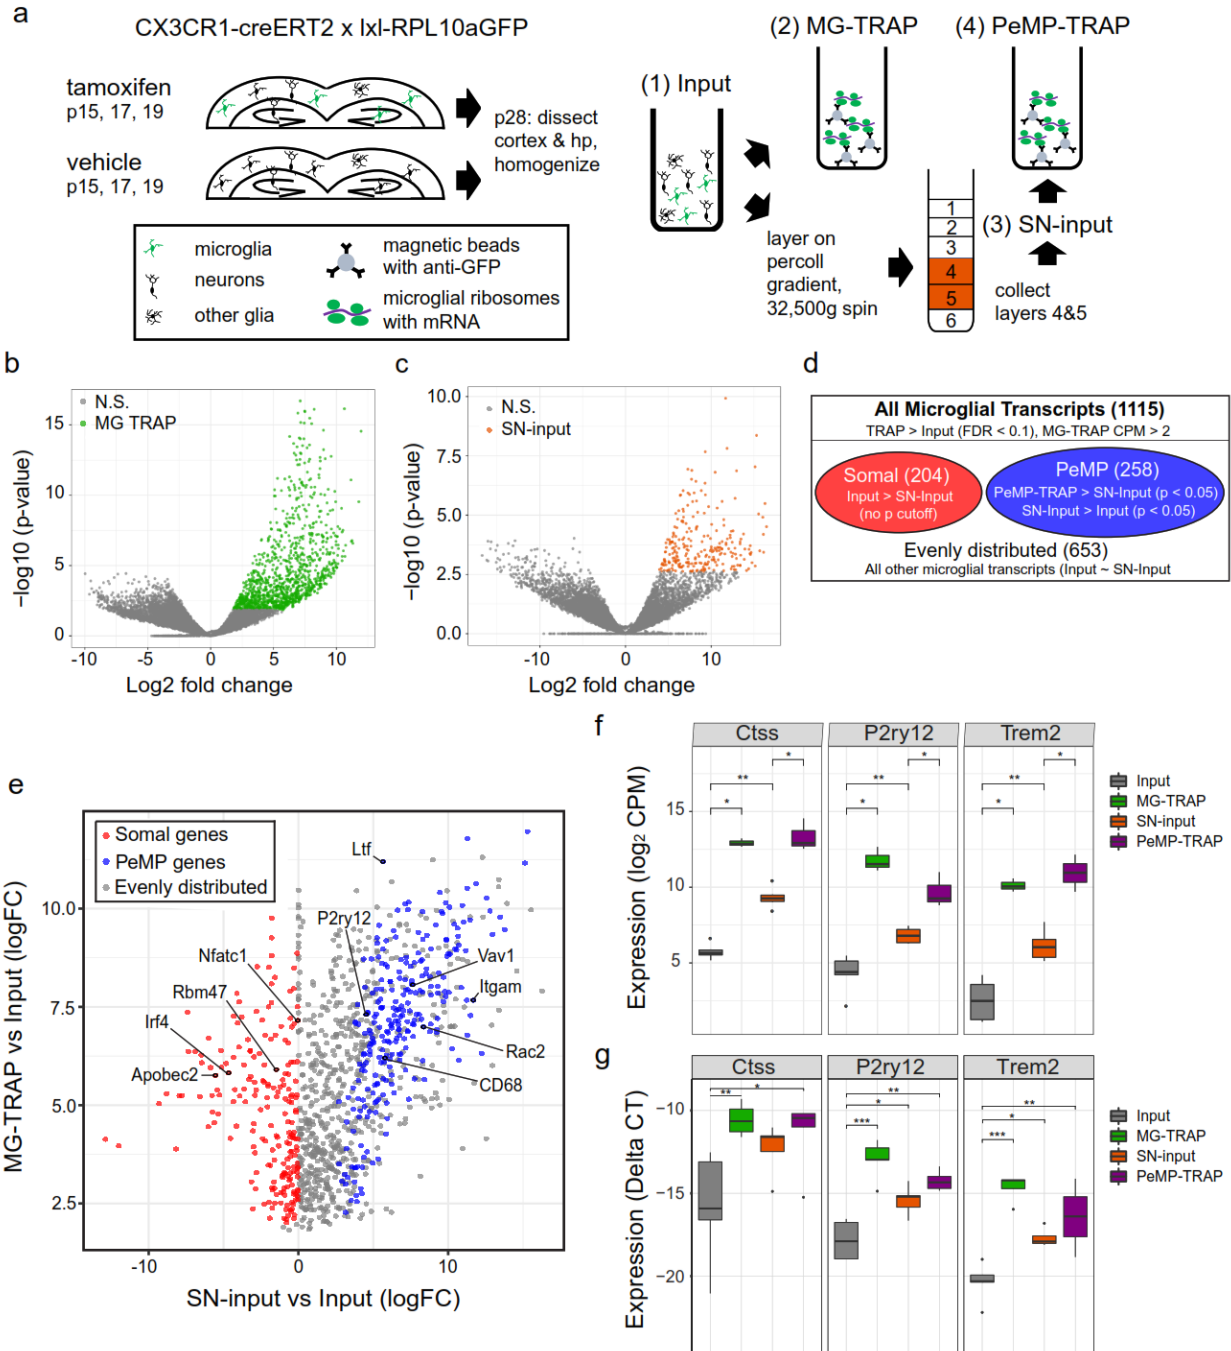 a
CX3CR1-creERT2 x lxl-RPL10aGFP
tamoxifen
p15, 17, 19
vehicle
p15, 17, 19
p28: dissect
cortex & hp,
homogenize
microglia
neurons
other glia
magnetic beads
with anti-GFP
microglial ribosomes
with mRNA
(1) Input
(2) MG-TRAP
(4) PeMP-TRAP
layer on
percoll
gradient,
32,500g spin
1
2
3
4
5
6
(3) SN-input
collect
layers 4&5
b
N.S.
MG TRAP
−log10 (p-value)
15
10
5
0
-10
-5
0
5
10
Log2 fold change
c
N.S.
SN-input
−log10 (p-value)
10.0
7.5
5.0
2.5
0.0
-10
0
10
Log2 fold change
d
All Microglial Transcripts (1115)
TRAP > Input (FDR < 0.1), MG-TRAP CPM > 2
Somal (204)
Input > SN-Input
(no p cutoff)
PeMP (258)
PeMP-TRAP > SN-Input (p < 0.05)
SN-Input > Input (p < 0.05)
Evenly distributed (653)
All other microglial transcripts (Input ~ SN-Input
e
Somal genes
PeMP genes
Evenly distributed
MG-TRAP vs Input (logFC)
10.0
7.5
5.0
2.5
Ltf
P2ry12
Nfatc1
Vav1
Rbm47
Itgam
Irf4
Rac2
Apobec2
CD68
-10
0
10
SN-input vs Input (logFC)
f
Ctss
P2ry12
Trem2
Expression (log₂ CPM)
15
10
5
*
**
*
*
**
*
*
**
*
Input
MG-TRAP
SN-input
PeMP-TRAP
g
Ctss
P2ry12
Trem2
Expression (Delta CT)
−10
−15
−20
*
**
**
*
***
**
*
***
Input
MG-TRAP
SN-input
PeMP-TRAP